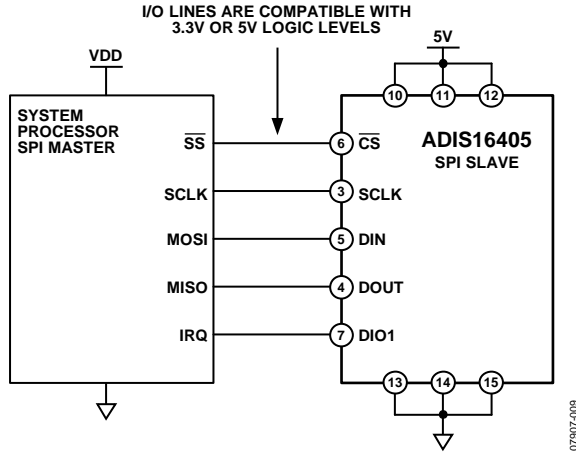 I/O LINES ARE COMPATIBLE WITH
3.3V OR 5V LOGIC LEVELS
VDD
5V
10 11 12
SYSTEM
PROCESSOR
SPI MASTER
ADIS16405
SPI SLAVE
SS 6 CS
SCLK 3 SCLK
MOSI 5 DIN
MISO 4 DOUT
IRQ 7 DIO1
13 14 15
07907-009